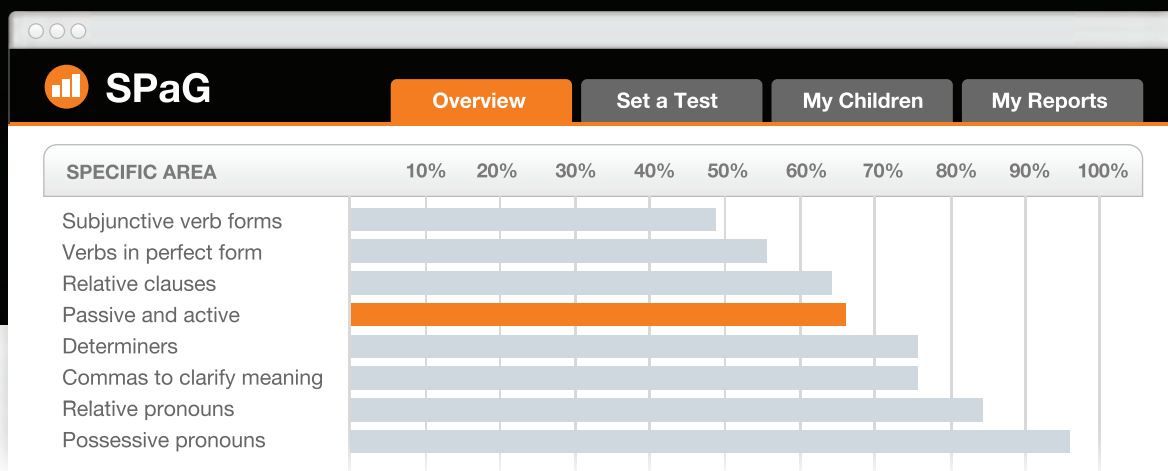 SPaG
Overview Set a Test My Children My Reports
SPECIFIC AREA 10% 20% 30% 40% 50% 60% 70% 80% 90% 100%
Subjunctive verb forms
Verbs in perfect form
Relative clauses
Passive and active
Determiners
Commas to clarify meaning
Relative pronouns
Possessive pronouns